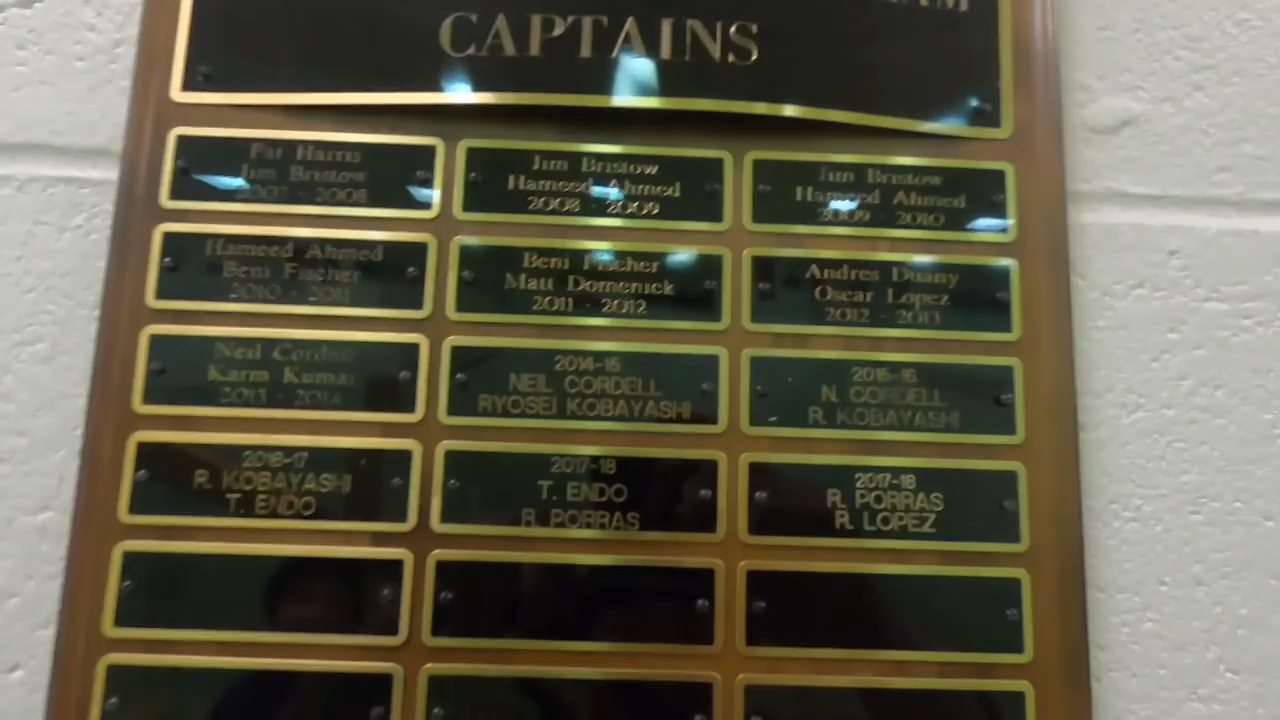 CAPTAINS
Pat Harris
Jim Bristow
2007 - 2008
Jim Bristow
Hameed Ahmed
2008 - 2009
Jim Bristow
Hameed Ahmed
2009 - 2010
Hameed Ahmed
Beni Fischer
2010 - 2011
Beni Fischer
Matt Domenick
2011 - 2012
Andres Duany
Oscar Lopez
2012 - 2013
Neil Cordell
Karm Kumar
2013 - 2014
2014-15
NEIL CORDELL
RYOSEI KOBAYASHI
2015-16
N. CORDELL
R. KOBAYASHI
2016-17
R. KOBAYASHI
T. ENDO
2017-18
T. ENDO
R. PORRAS
2017-18
R. PORRAS
R. LOPEZ